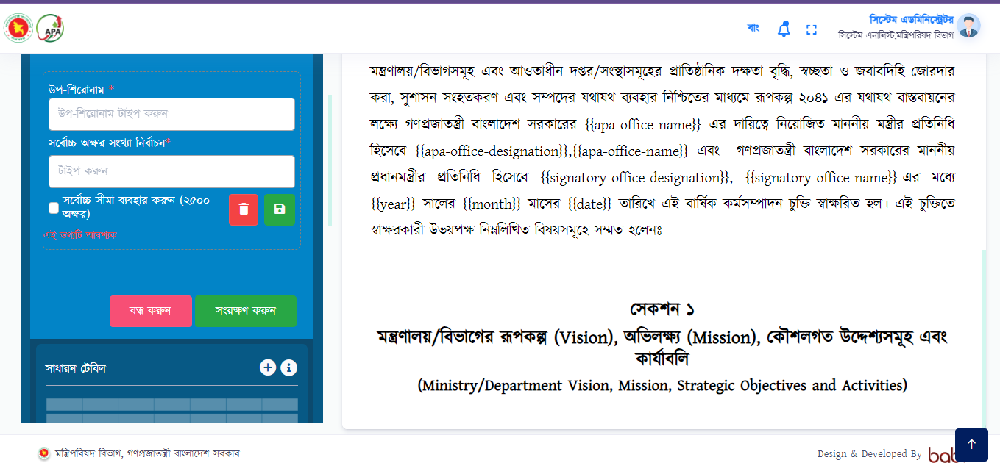 APA
বাং
সিস্টেম এডমিনিস্ট্রেটর
সিস্টেম এনালিস্ট,মন্ত্রিপরিষদ বিভাগ
উপ-শিরোনাম *
উপ-শিরোনাম টাইপ করুন
সর্বোচ্চ অক্ষর সংখ্যা নির্বাচন*
টাইপ করুন
সর্বোচ্চ সীমা ব্যবহার করুন (২৫০০
অক্ষর)
এই তথ্যটি আবশ্যক
বন্ধ করুন
সংরক্ষণ করুন
সাধারন টেবিল
মন্ত্রণালয়/বিভাগসমূহ এবং আওতাধীন দপ্তর/সংস্থাসমূহের প্রাতিষ্ঠানিক দক্ষতা বৃদ্ধি, স্বচ্ছতা ও জবাবদিহি জোরদার
করা, সুশাসন সংহতকরণ এবং সম্পদের যথাযথ ব্যবহার নিশ্চিতের মাধ্যমে রূপকল্প ২০৪১ এর যথাযথ বাস্তবায়নের
লক্ষ্যে গণপ্রজাতন্ত্রী বাংলাদেশ সরকারের {{apa-office-name}} এর দায়িত্বে নিয়োজিত মাননীয় মন্ত্রীর প্রতিনিধি
হিসেবে {{apa-office-designation}},{{apa-office-name}} এবং গণপ্রজাতন্ত্রী বাংলাদেশ সরকারের মাননীয়
প্রধানমন্ত্রীর প্রতিনিধি হিসেবে {{signatory-office-designation}}, {{signatory-office-name}}-এর মধ্যে
{{year}} সালের {{month}} মাসের {{date}} তারিখে এই বার্ষিক কর্মসম্পাদন চুক্তি স্বাক্ষরিত হল। এই চুক্তিতে
স্বাক্ষরকারী উভয়পক্ষ নিম্নলিখিত বিষয়সমূহে সম্মত হলেনঃ
সেকশন ১
মন্ত্রণালয়/বিভাগের রূপকল্প (Vision), অভিলক্ষ্য (Mission), কৌশলগত উদ্দেশ্যসমূহ এবং
কার্যাবলি
(Ministry/Department Vision, Mission, Strategic Objectives and Activities)
মন্ত্রিপরিষদ বিভাগ, গণপ্রজাতন্ত্রী বাংলাদেশ সরকার
Design & Developed By